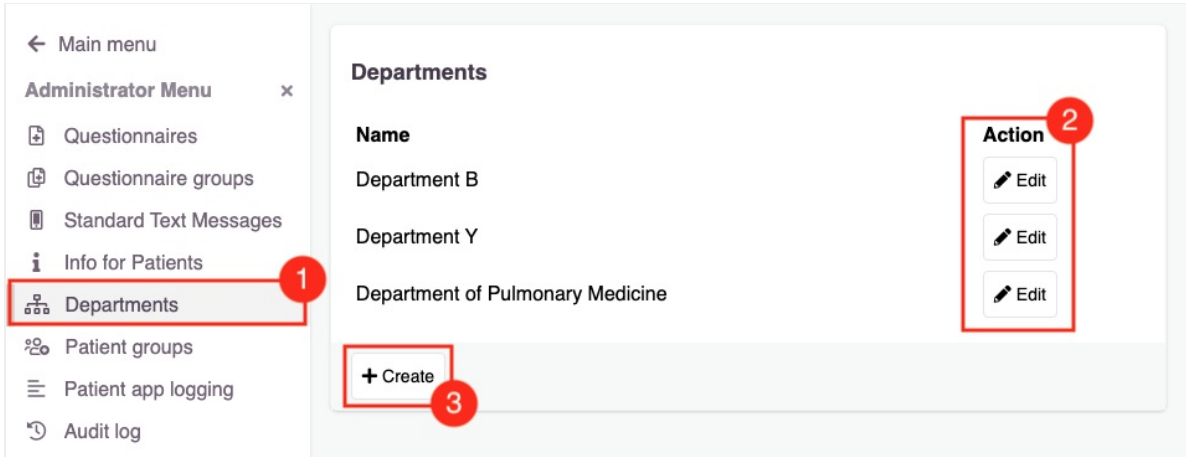 Main menu
Administrator Menu ×
Questionnaires
Questionnaire groups
Standard Text Messages
Info for Patients
1
Departments
Patient groups
Patient app logging
Audit log
Departments
Name Action
2
Department B Edit
Department Y Edit
Department of Pulmonary Medicine Edit
+ Create
3